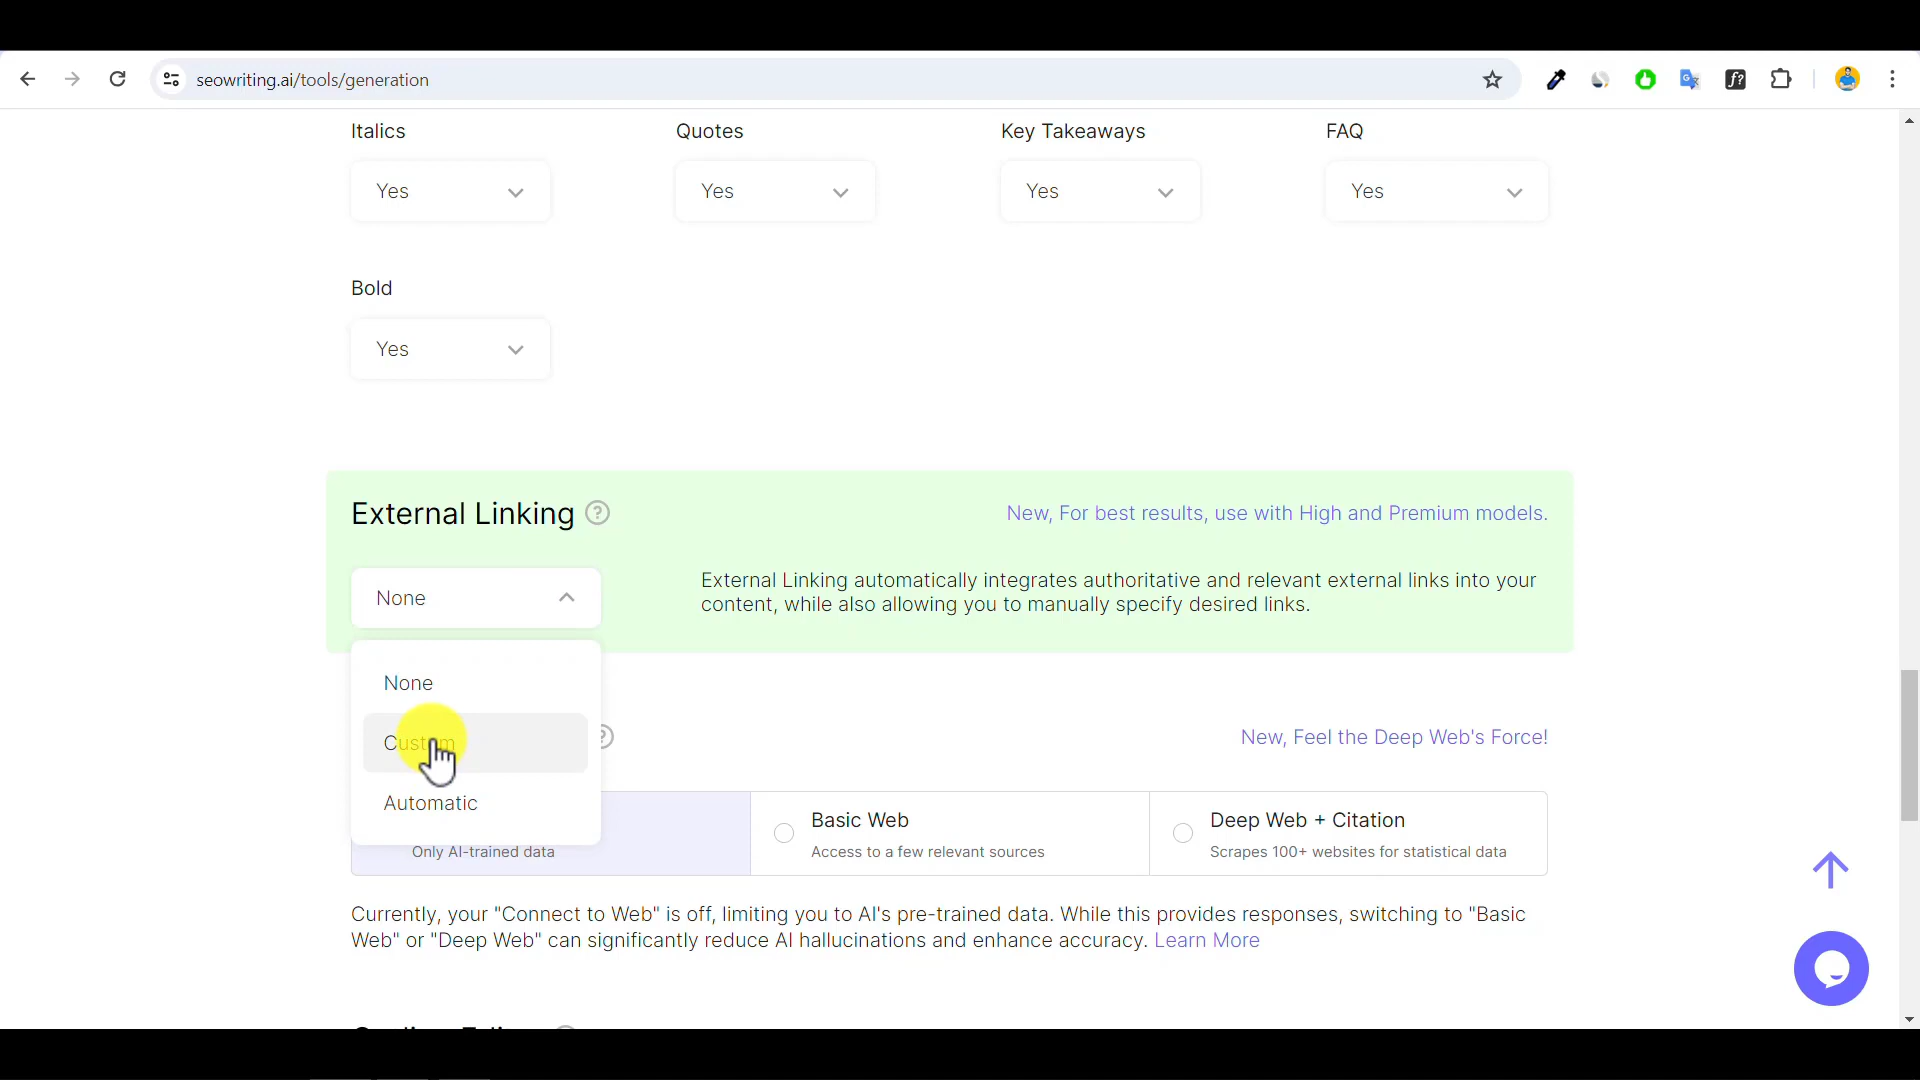 seowriting.ai/tools/generation
Italics
Quotes
Key Takeaways
FAQ
Yes
Yes
Yes
Yes
Bold
Yes
External Linking
New, For best results, use with High and Premium models.
None
External Linking automatically integrates authoritative and relevant external links into your
content, while also allowing you to manually specify desired links.
None
Custom
Automatic
New, Feel the Deep Web's Force!
Only AI-trained data
Basic Web
Access to a few relevant sources
Deep Web + Citation
Scrapes 100+ websites for statistical data
Currently, your "Connect to Web" is off, limiting you to AI's pre-trained data. While this provides responses, switching to "Basic
Web" or "Deep Web" can significantly reduce AI hallucinations and enhance accuracy. Learn More